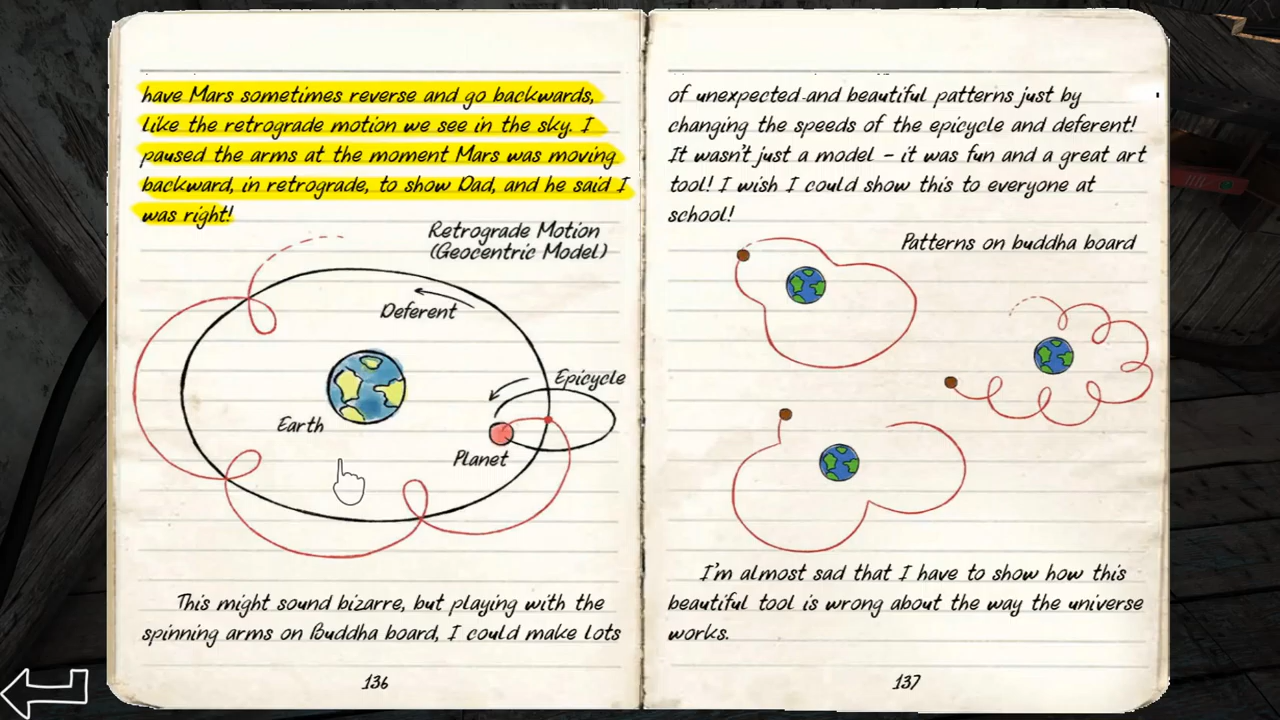 have Mars sometimes reverse and go backwards,
like the retrograde motion we see in the sky. I
paused the arms at the moment Mars was moving
backward, in retrograde, to show Dad, and he said I
was right!
Retrograde Motion
(Geocentric Model)
Deferent
Epicycle
Earth
Planet
This might sound bizarre, but playing with the
spinning arms on Buddha board, I could make lots
136
of unexpected and beautiful patterns just by
changing the speeds of the epicycle and deferent!
It wasn't just a model – it was fun and a great art
tool! I wish I could show this to everyone at
school!
Patterns on buddha board
I'm almost sad that I have to show how this
beautiful tool is wrong about the way the universe
works.
137